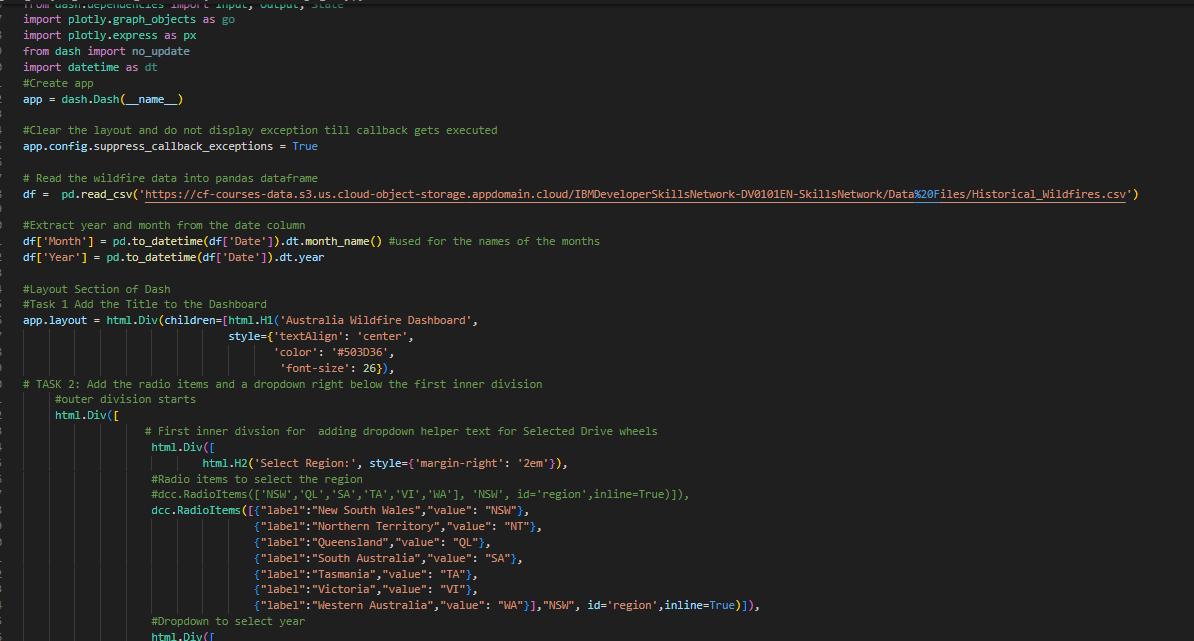 from dash.dependencies import Input, Output, State
import plotly.graph_objects as go
import plotly.express as px
from dash import no_update
import datetime as dt
#Create app
app = dash.Dash(__name__)
#Clear the layout and do not display exception till callback gets executed
app.config.suppress_callback_exceptions = True
# Read the wildfire data into pandas dataframe
df =  pd.read_csv('https://cf-courses-data.s3.us.cloud-object-storage.appdomain.cloud/IBMDeveloperSkillsNetwork-DV0101EN-SkillsNetwork/Data%20Files/Historical_Wildfires.csv')
#Extract year and month from the date column
df['Month'] = pd.to_datetime(df['Date']).dt.month_name() #used for the names of the months
df['Year'] = pd.to_datetime(df['Date']).dt.year
#Layout Section of Dash
#Task 1 Add the Title to the Dashboard
app.layout = html.Div(children=[html.H1('Australia Wildfire Dashboard',
style={'textAlign': 'center',
'color': '#503D36',
'font-size': 26}),
# TASK 2: Add the radio items and a dropdown right below the first inner division
#outer division starts
html.Div([
# First inner divsion for  adding dropdown helper text for Selected Drive wheels
html.Div([
html.H2('Select Region:', style={'margin-right': '2em'}),
#Radio items to select the region
#dcc.RadioItems(['NSW','QL','SA','TA','VI','WA'], 'NSW', id='region',inline=True)]),
dcc.RadioItems([{"label":"New South Wales","value": "NSW"},
{"label":"Northern Territory","value": "NT"},
{"label":"Queensland","value": "QL"},
{"label":"South Australia","value": "SA"},
{"label":"Tasmania","value": "TA"},
{"label":"Victoria","value": "VI"},
{"label":"Western Australia","value": "WA"}],"NSW", id='region',inline=True)]),
#Dropdown to select year
html.Div([